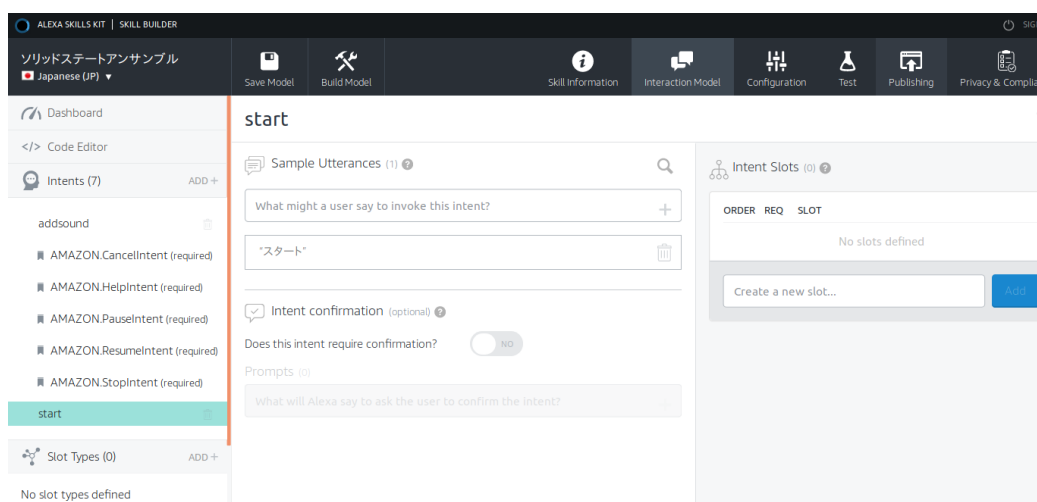 ALEXA SKILLS KIT | SKILL BUILDER
ソリッドステートアンサンブル
Japanese (JP) ▼
Save Model
Build Model
Skill Information
Interaction Model
Configuration
Test
Publishing
Privacy & Complia
Dashboard
</> Code Editor
Intents (7) ADD +
addsound
AMAZON.CancelIntent (required)
AMAZON.HelpIntent (required)
AMAZON.PauseIntent (required)
AMAZON.ResumeIntent (required)
AMAZON.StopIntent (required)
start
Slot Types (0) ADD +
No slot types defined
start
Sample Utterances (1)
What might a user say to invoke this intent?
"スタート"
Intent confirmation (optional)
Does this intent require confirmation? NO
Prompts (0)
What will Alexa say to ask the user to confirm the intent?
Intent Slots (0)
ORDER REQ SLOT
No slots defined
Create a new slot... Add